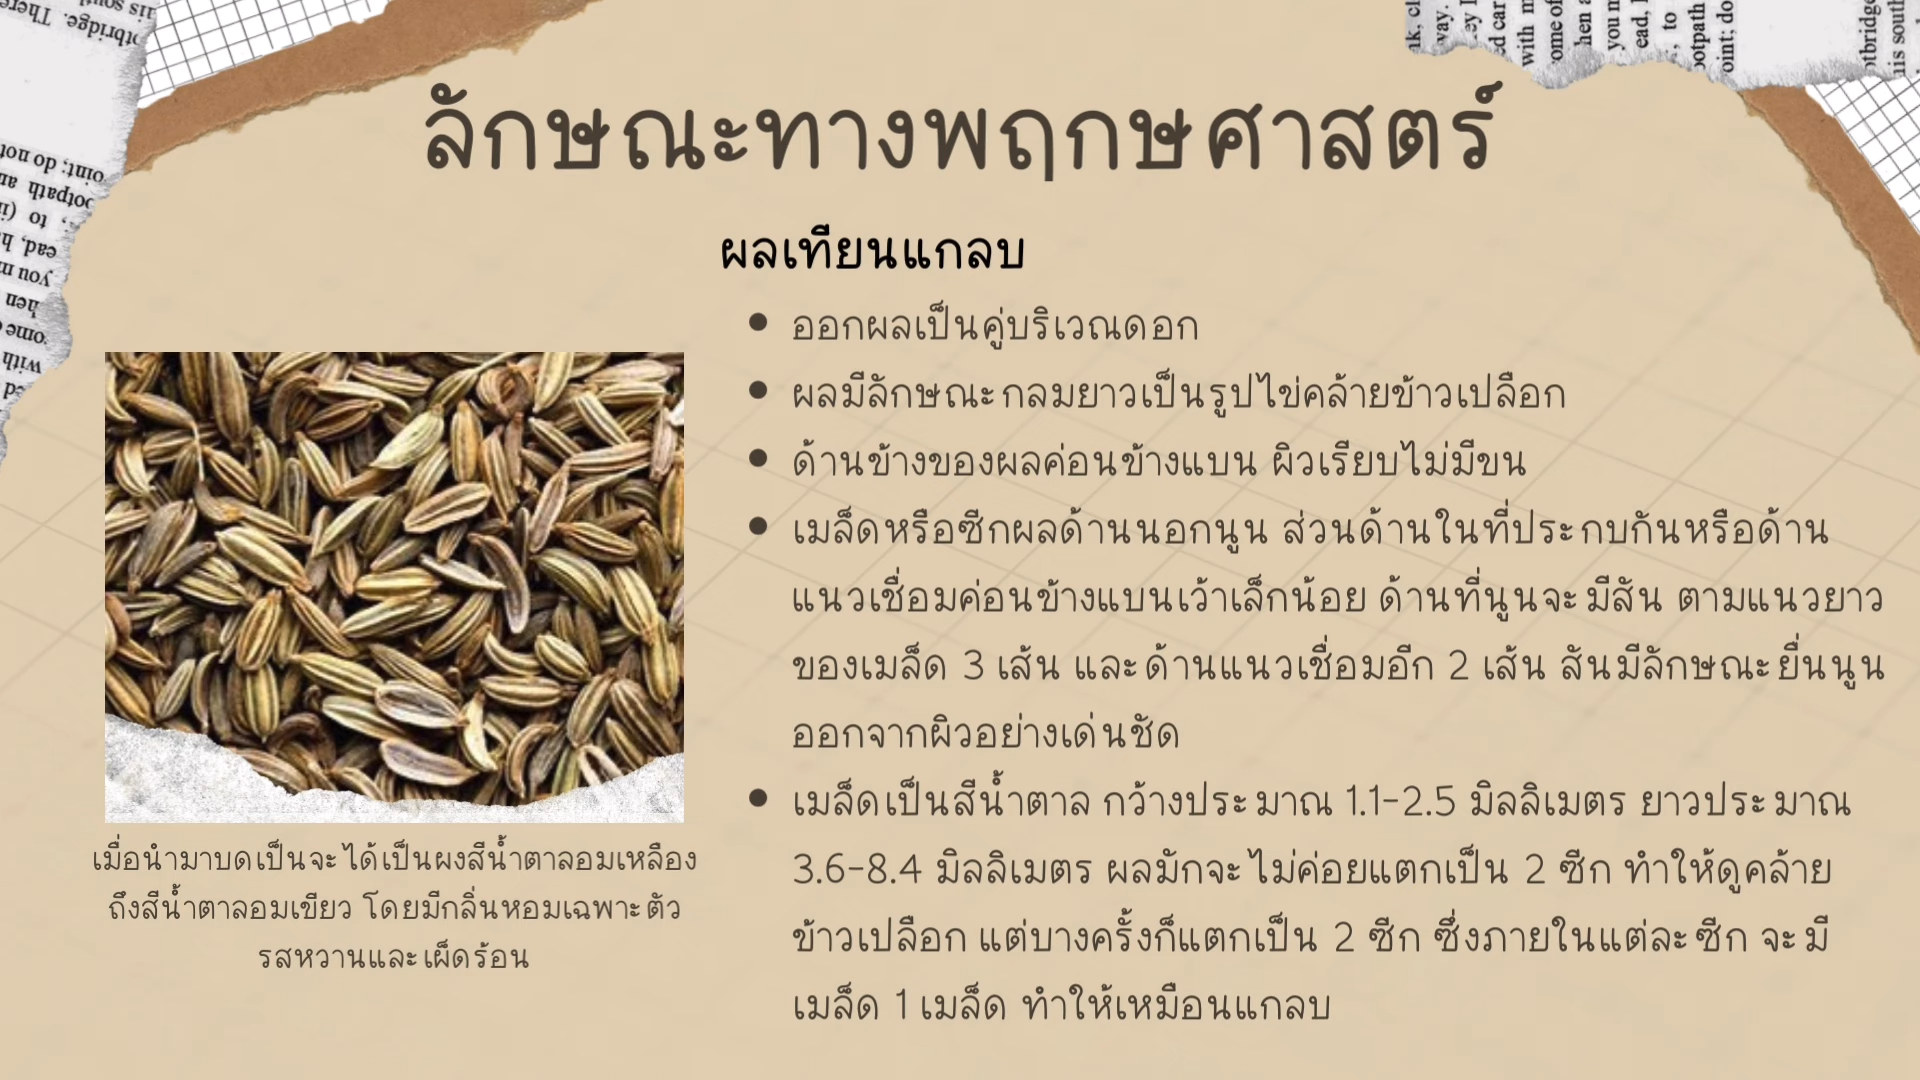 ลักษณะทางพฤกษศาสตร์
ผลเทียนแกลบ
ออกผลเป็นคู่บริเวณดอก
ผลมีลักษณะกลมยาวเป็นรูปไข่คล้ายข้าวเปลือก
ด้านข้างของผลค่อนข้างแบน ผิวเรียบไม่มีขน
เมล็ดหรือซีกผลด้านนอกนูน ส่วนด้านในที่ประกบกันหรือด้าน
แนวเชื่อมค่อนข้างแบนเว้าเล็กน้อย ด้านที่นูนจะมีสัน ตามแนวยาว
ของเมล็ด 3 เส้น และด้านแนวเชื่อมอีก 2 เส้น สันมีลักษณะยื่นนูน
ออกจากผิวอย่างเด่นชัด
เมล็ดเป็นสีน้ำตาล กว้างประมาณ 1.1-2.5 มิลลิเมตร ยาวประมาณ
3.6-8.4 มิลลิเมตร ผลมักจะไม่ค่อยแตกเป็น 2 ซีก ทำให้ดูคล้าย
ข้าวเปลือก แต่บางครั้งก็แตกเป็น 2 ซีก ซึ่งภายในแต่ละซีก จะมี
เมล็ด 1 เมล็ด ทำให้เหมือนแกลบ
เมื่อนำมาบดเป็นจะได้เป็นผงสีน้ำตาลอมเหลือง
ถึงสีน้ำตาลอมเขียว โดยมีกลิ่นหอมเฉพาะตัว
รสหวานและเผ็ดร้อน